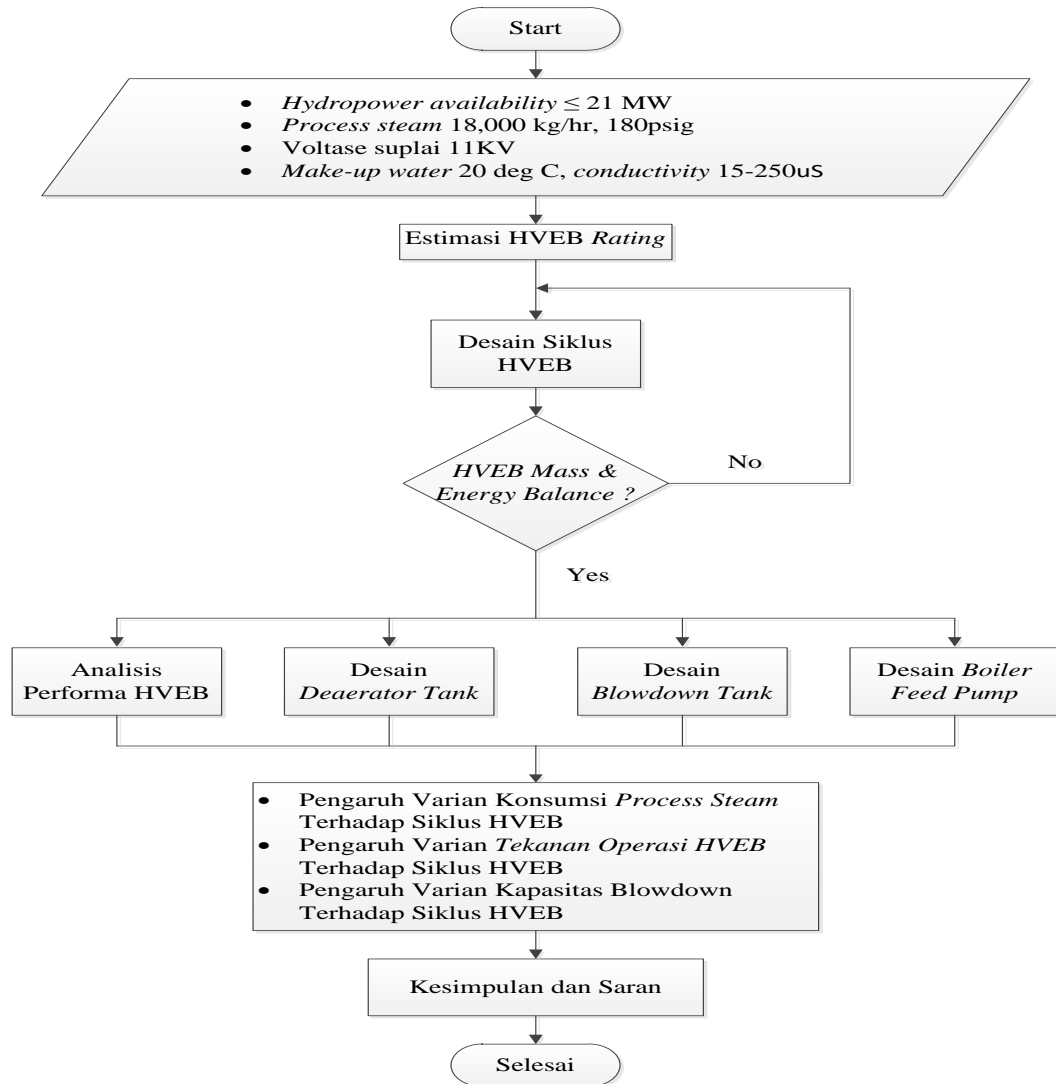 Start
• Hydropower availability ≤ 21 MW
• Process steam 18,000 kg/hr, 180psig
• Voltase suplai 11KV
• Make-up water 20 deg C, conductivity 15-250uS
Estimasi HVEB Rating
Desain Siklus
HVEB
HVEB Mass &
Energy Balance ?
No
Yes
Analisis
Performa HVEB
Desain
Deaerator Tank
Desain
Blowdown Tank
Desain Boiler
Feed Pump
• Pengaruh Varian Konsumsi Process Steam
Terhadap Siklus HVEB
• Pengaruh Varian Tekanan Operasi HVEB
Terhadap Siklus HVEB
• Pengaruh Varian Kapasitas Blowdown
Terhadap Siklus HVEB
Kesimpulan dan Saran
Selesai